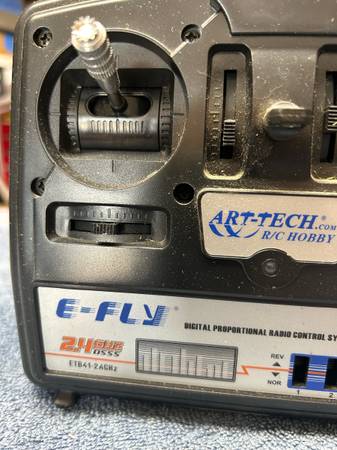 ART-TECH®.com
R/C HOBBY
E-FLY®
DIGITAL PROPORTIONAL RADIO CONTROL SY
2.4GHZ
DSSS
ETB41-2.4GHz
REV
NOR
1 2